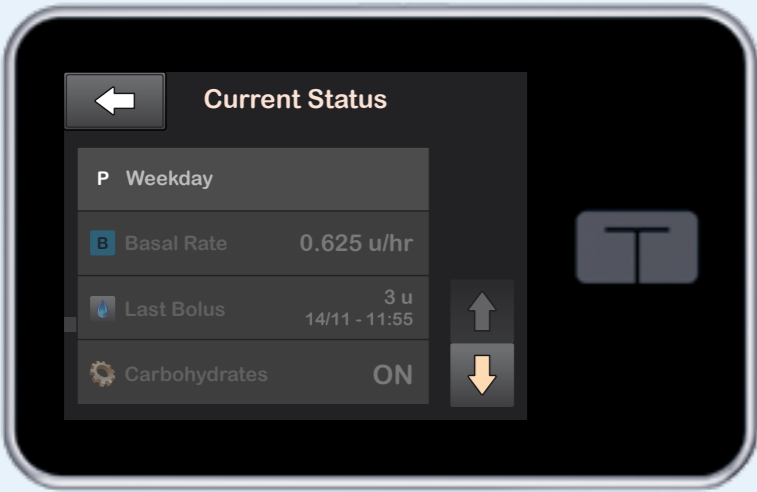 Current Status
P Weekday
B Basal Rate 0.625 u/hr
Last Bolus 3 u
14/11 - 11:55
Carbohydrates ON